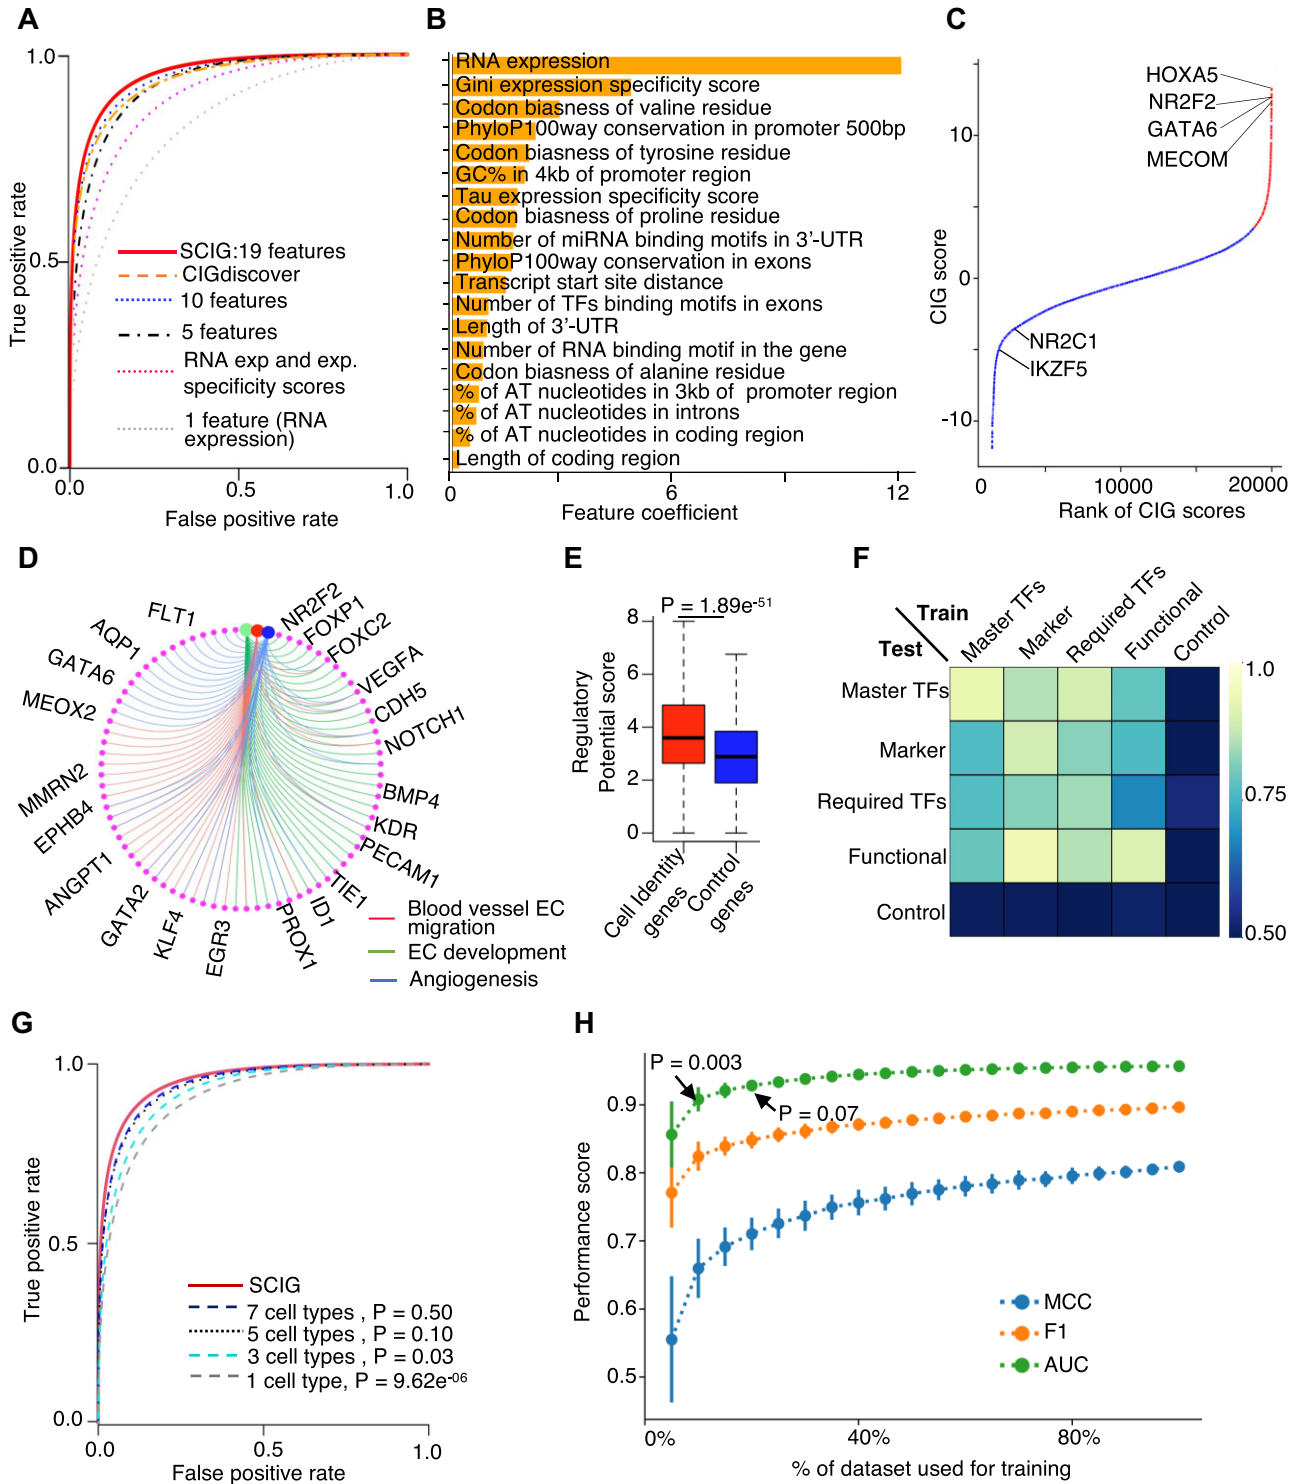 A
1.0
0.5
0.0
0.0
0.5
1.0
True positive rate
False positive rate
SCIG:19 features
CIGdiscover
10 features
5 features
RNA exp and exp.
specificity scores
1 feature (RNA
expression)
B
RNA expression
Gini expression specificity score
Codon biasness of valine residue
PhyloP100way conservation in promoter 500bp
Codon biasness of tyrosine residue
GC% in 4kb of promoter region
Tau expression specificity score
Codon biasness of proline residue
Number of miRNA binding motifs in 3’-UTR
PhyloP100way conservation in exons
Transcript start site distance
Number of TFs binding motifs in exons
Length of 3’-UTR
Number of RNA binding motif in the gene
Codon biasness of alanine residue
% of AT nucleotides in 3kb of promoter region
% of AT nucleotides in introns
% of AT nucleotides in coding region
Length of coding region
0
6
12
Feature coefficient
C
HOXA5
NR2F2
GATA6
MECOM
NR2C1
IKZF5
10
0
-10
CIG score
0
10000
20000
Rank of CIG scores
D
FLT1
AQP1
GATA6
MEOX2
MMRN2
EPHB4
ANGPT1
GATA2
KLF4
EGR3
PROX1
ID1
TIE1
PECAM1
KDR
BMP4
NOTCH1
CDH5
VEGFA
FOXC2
FOXP1
NR2F2
Blood vessel EC
migration
EC development
Angiogenesis
E
P = 1.89e-51
8
6
4
2
0
Regulatory
Potential score
Cell Identity
genes
Control
genes
F
Train
Test
Master TFs
Marker
Required TFs
Functional
Control
Master TFs
Marker
Required TFs
Functional
Control
1.0
0.75
0.50
G
1.0
0.5
0.0
0.0
0.5
1.0
True positive rate
False positive rate
SCIG
7 cell types , P = 0.50
5 cell types , P = 0.10
3 cell types , P = 0.03
1 cell type, P = 9.62e-06
H
P = 0.003
P = 0.07
0.9
0.8
0.7
0.6
0.5
Performance score
MCC
F1
AUC
0%
40%
80%
% of dataset used for training